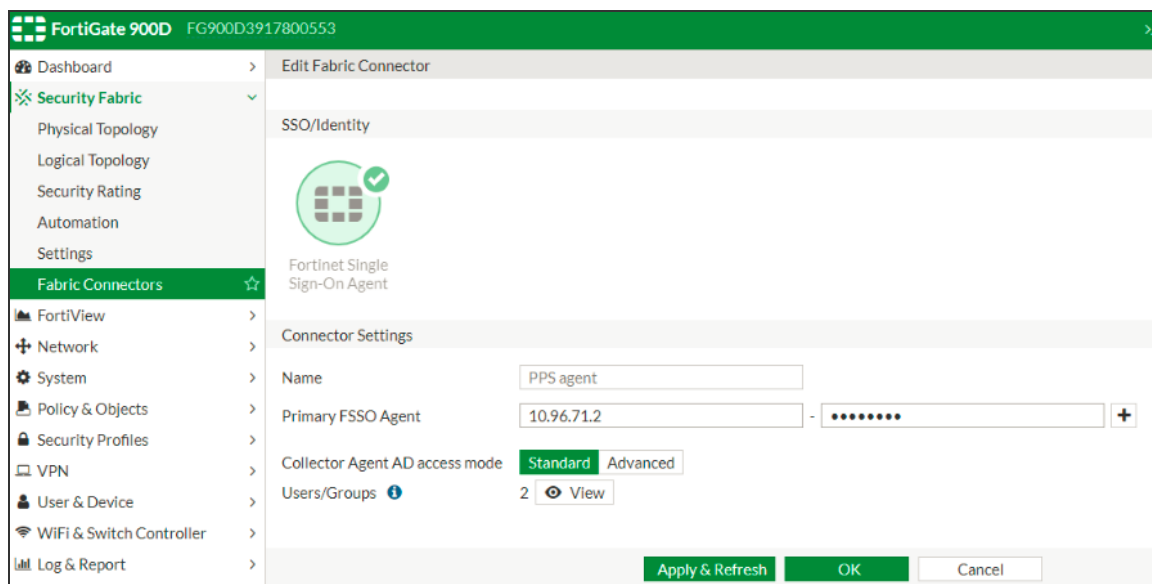 FortiGate 900D FG900D3917800553
Dashboard
Security Fabric
Physical Topology
Logical Topology
Security Rating
Automation
Settings
Fabric Connectors
FortiView
Network
System
Policy & Objects
Security Profiles
VPN
User & Device
WiFi & Switch Controller
Log & Report
Edit Fabric Connector
SSO/Identity
Fortinet Single
Sign-On Agent
Connector Settings
Name PPS agent
Primary FSSO Agent 10.96.71.2 - ••••••••
Collector Agent AD access mode Standard Advanced
Users/Groups 2 View
Apply & Refresh OK Cancel